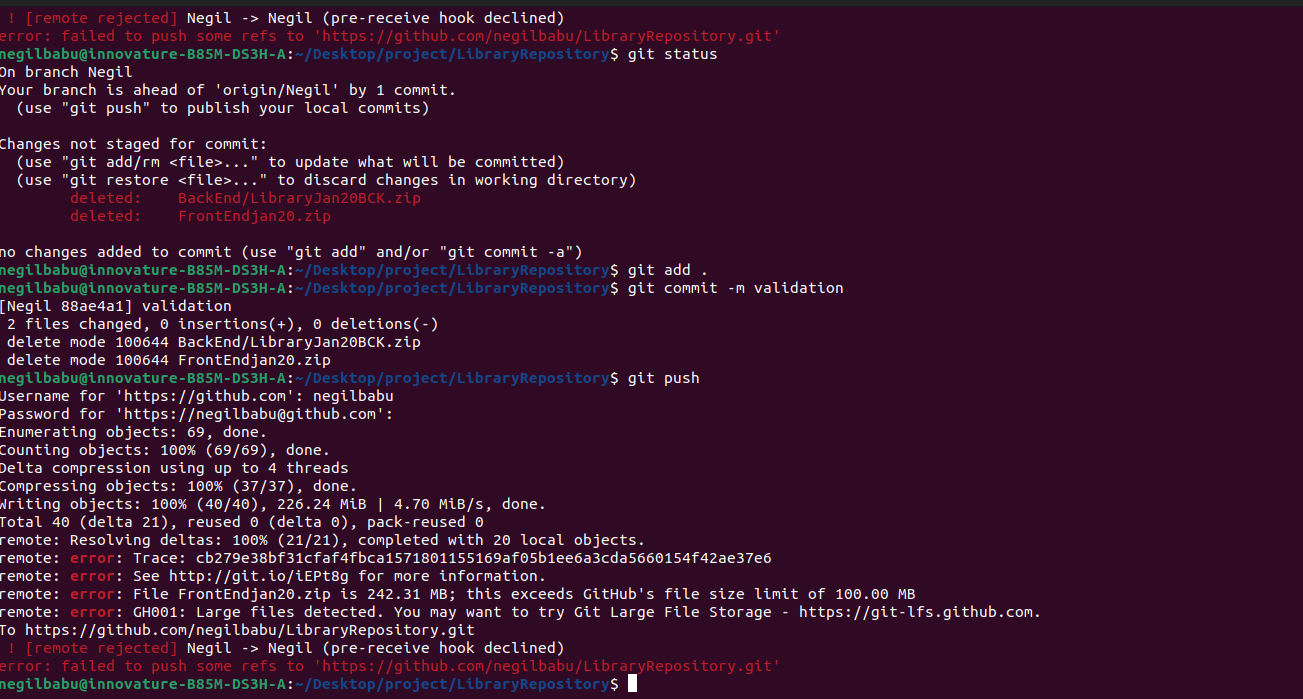 ! [remote rejected] Negil -> Negil (pre-receive hook declined)
error: failed to push some refs to 'https://github.com/negilbabu/LibraryRepository.git'
negilbabu@innovature-B85M-DS3H-A:~/Desktop/project/LibraryRepository$ git status
On branch Negil
Your branch is ahead of 'origin/Negil' by 1 commit.
(use "git push" to publish your local commits)
Changes not staged for commit:
(use "git add/rm <file>..." to update what will be committed)
(use "git restore <file>..." to discard changes in working directory)
deleted: BackEnd/LibraryJan20BCK.zip
deleted: FrontEndjan20.zip
no changes added to commit (use "git add" and/or "git commit -a")
negilbabu@innovature-B85M-DS3H-A:~/Desktop/project/LibraryRepository$ git add .
negilbabu@innovature-B85M-DS3H-A:~/Desktop/project/LibraryRepository$ git commit -m validation
[Negil 88ae4a1] validation
2 files changed, 0 insertions(+), 0 deletions(-)
delete mode 100644 BackEnd/LibraryJan20BCK.zip
delete mode 100644 FrontEndjan20.zip
negilbabu@innovature-B85M-DS3H-A:~/Desktop/project/LibraryRepository$ git push
Username for 'https://github.com': negilbabu
Password for 'https://negilbabu@github.com':
Enumerating objects: 69, done.
Counting objects: 100% (69/69), done.
Delta compression using up to 4 threads
Compressing objects: 100% (37/37), done.
Writing objects: 100% (40/40), 226.24 MiB | 4.70 MiB/s, done.
Total 40 (delta 21), reused 0 (delta 0), pack-reused 0
remote: Resolving deltas: 100% (21/21), completed with 20 local objects.
remote: error: Trace: cb279e38bf31cfaf4fbca1571801155169af05b1ee6a3cda5660154f42ae37e6
remote: error: See http://git.io/iEPt8g for more information.
remote: error: File FrontEndjan20.zip is 242.31 MB; this exceeds GitHub's file size limit of 100.00 MB
remote: error: GH001: Large files detected. You may want to try Git Large File Storage - https://git-lfs.github.com.
To https://github.com/negilbabu/LibraryRepository.git
! [remote rejected] Negil -> Negil (pre-receive hook declined)
error: failed to push some refs to 'https://github.com/negilbabu/LibraryRepository.git'
negilbabu@innovature-B85M-DS3H-A:~/Desktop/project/LibraryRepository$